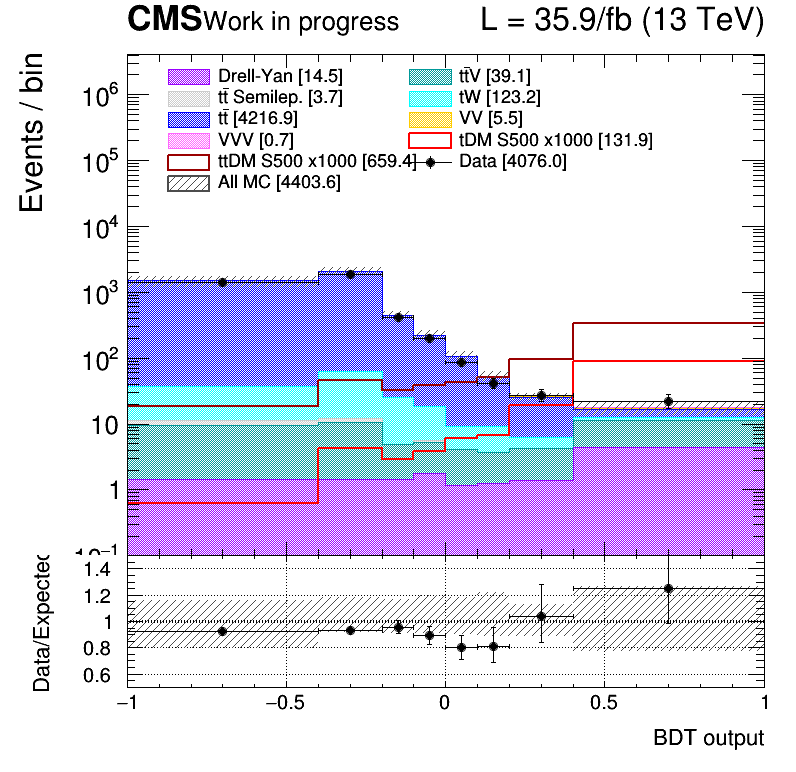 CMS Work in progress L = 35.9/fb (13 TeV)
Events / bin
Drell-Yan [14.5] tt̄V [39.1]
tt̄ Semilep. [3.7] tW [123.2]
tt̄ [4216.9] VV [5.5]
VVV [0.7] tDM S500 x1000 [131.9]
ttDM S500 x1000 [659.4] Data [4076.0]
All MC [4403.6]
10⁶
10⁵
10⁴
10³
10²
10
1
10⁻¹
Data/Expected
1.4
1.2
1
0.8
0.6
−1 −0.5 0 0.5 1
BDT output